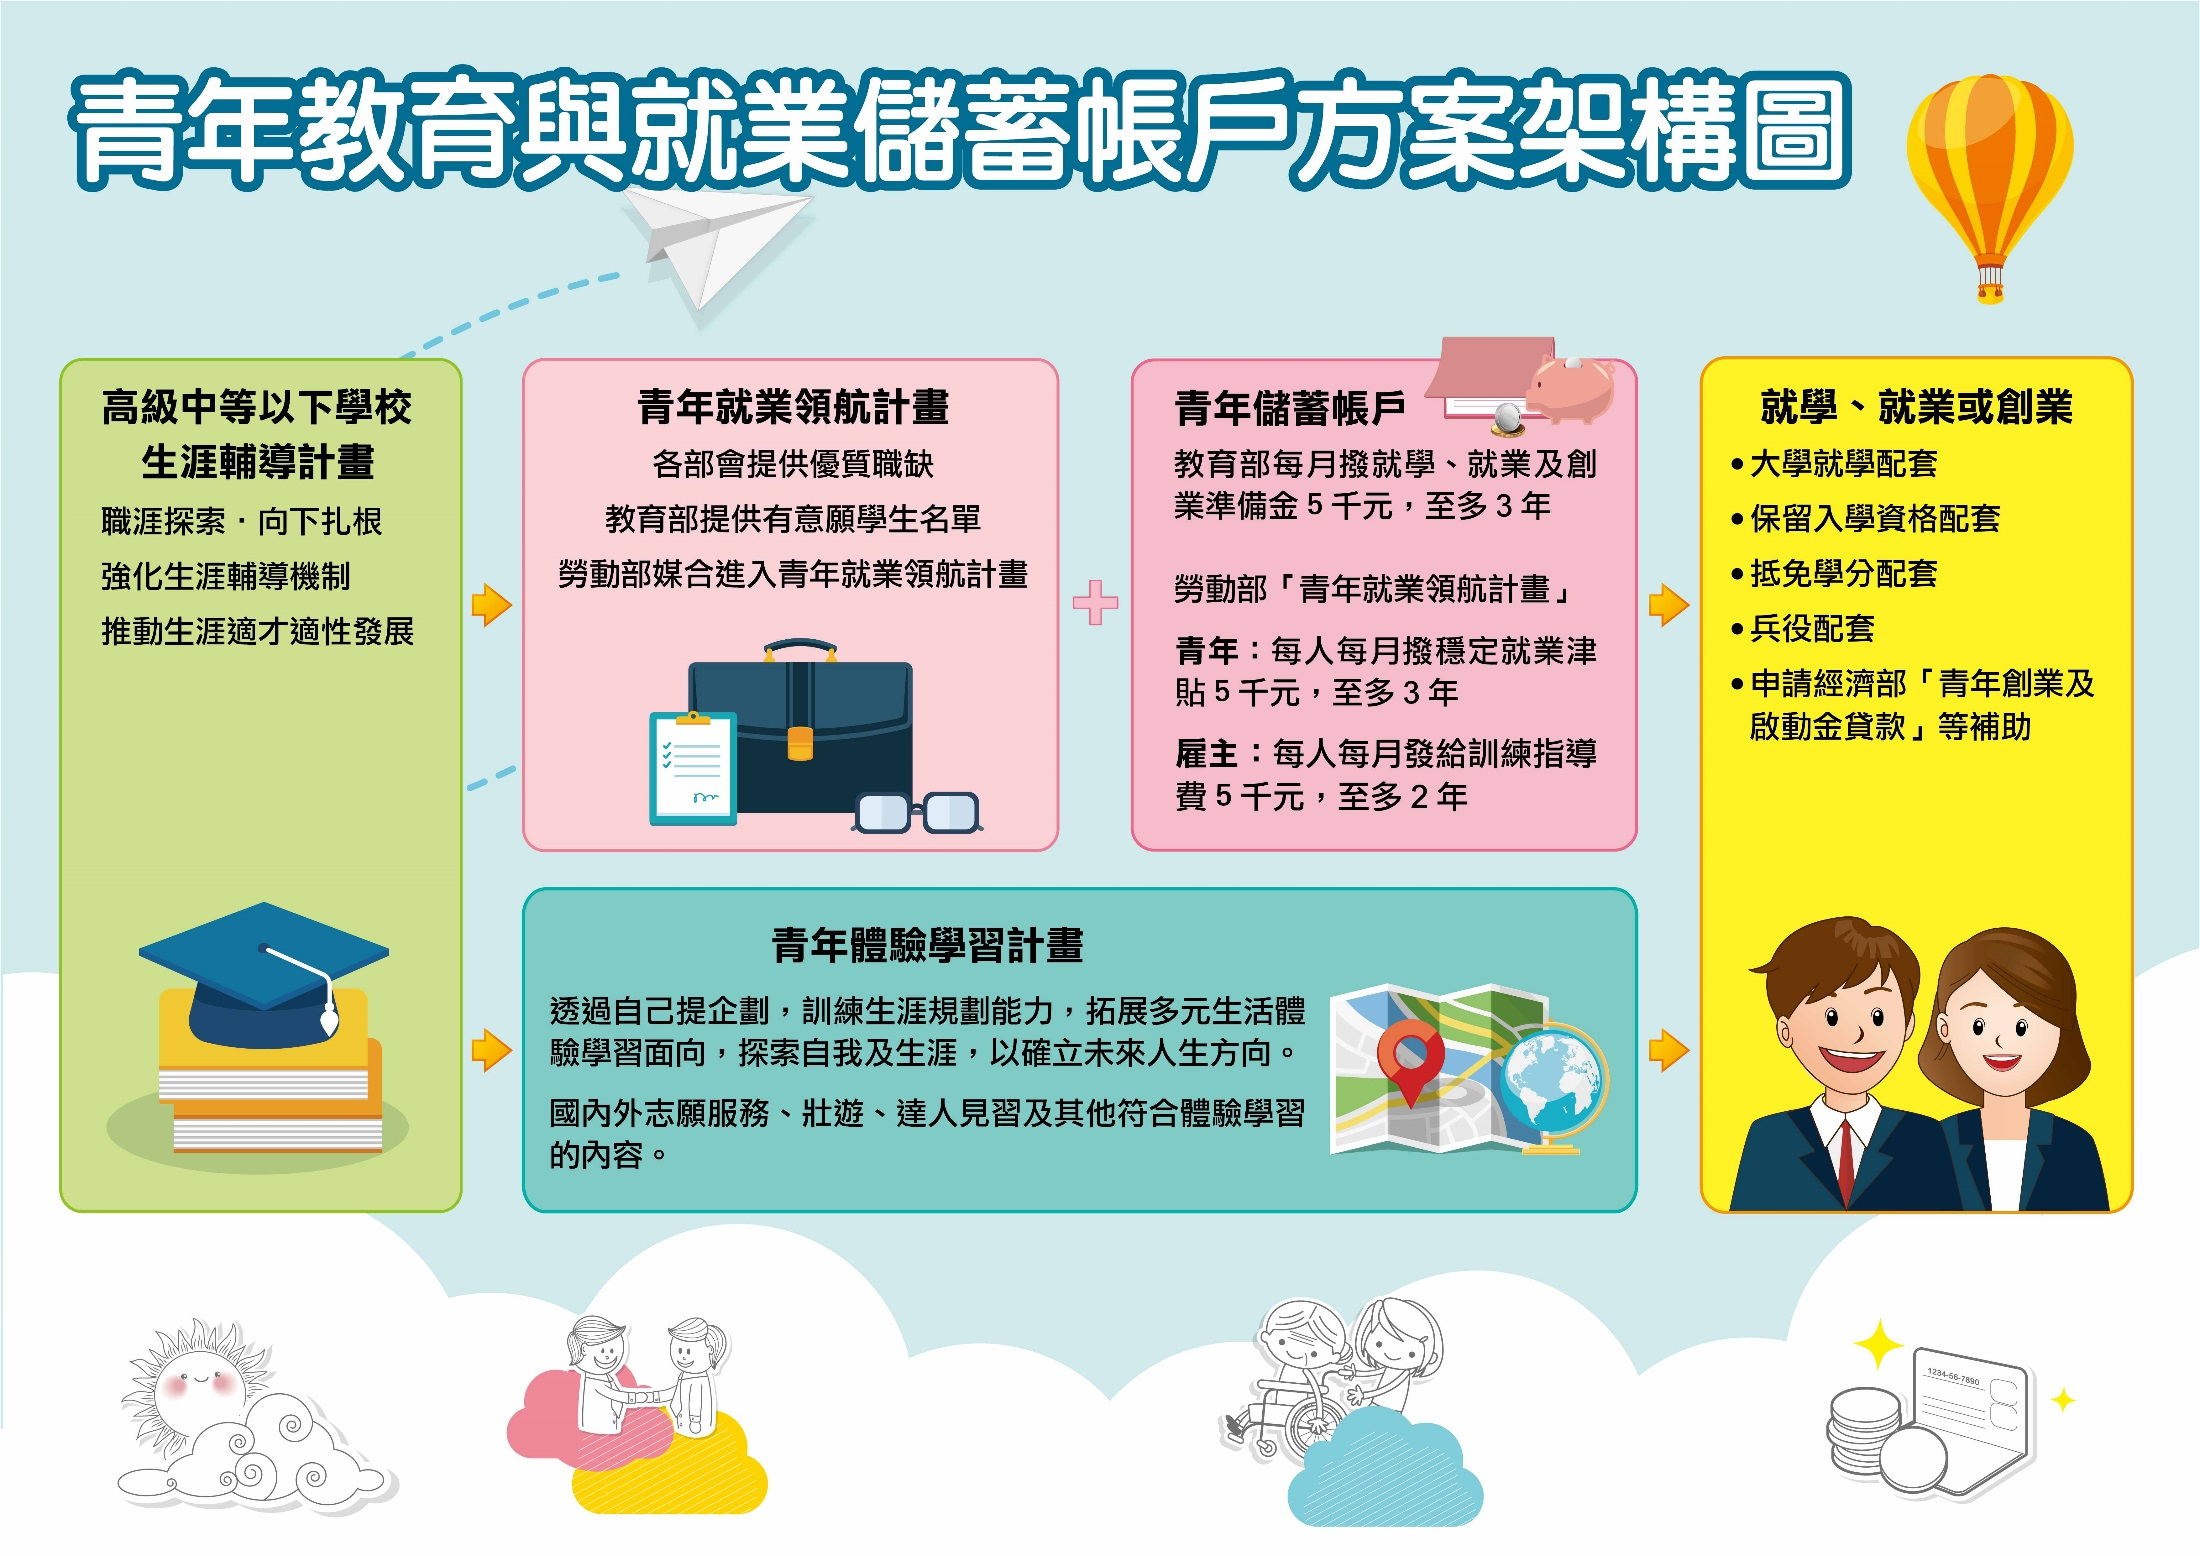 青年教育與就業儲蓄帳戶方案架構圖
高級中等以下學校
生涯輔導計畫
職涯探索‧向下扎根
強化生涯輔導機制
推動生涯適才適性發展
青年就業領航計畫
各部會提供優質職缺
教育部提供有意願學生名單
勞動部媒合進入青年就業領航計畫
青年儲蓄帳戶
教育部每月撥就學、就業及創
業準備金5千元，至多3年
勞動部「青年就業領航計畫」
青年：每人每月撥穩定就業津
貼5千元，至多3年
雇主：每人每月發給訓練指導
費5千元，至多2年
就學、就業或創業
•大學就學配套
•保留入學資格配套
•抵免學分配套
•兵役配套
•申請經濟部「青年創業及
啟動金貸款」等補助
青年體驗學習計畫
透過自己提企劃，訓練生涯規劃能力，拓展多元生活體
驗學習面向，探索自我及生涯，以確立未來人生方向。
國內外志願服務、壯遊、達人見習及其他符合體驗學習
的內容。
1234-56-7890